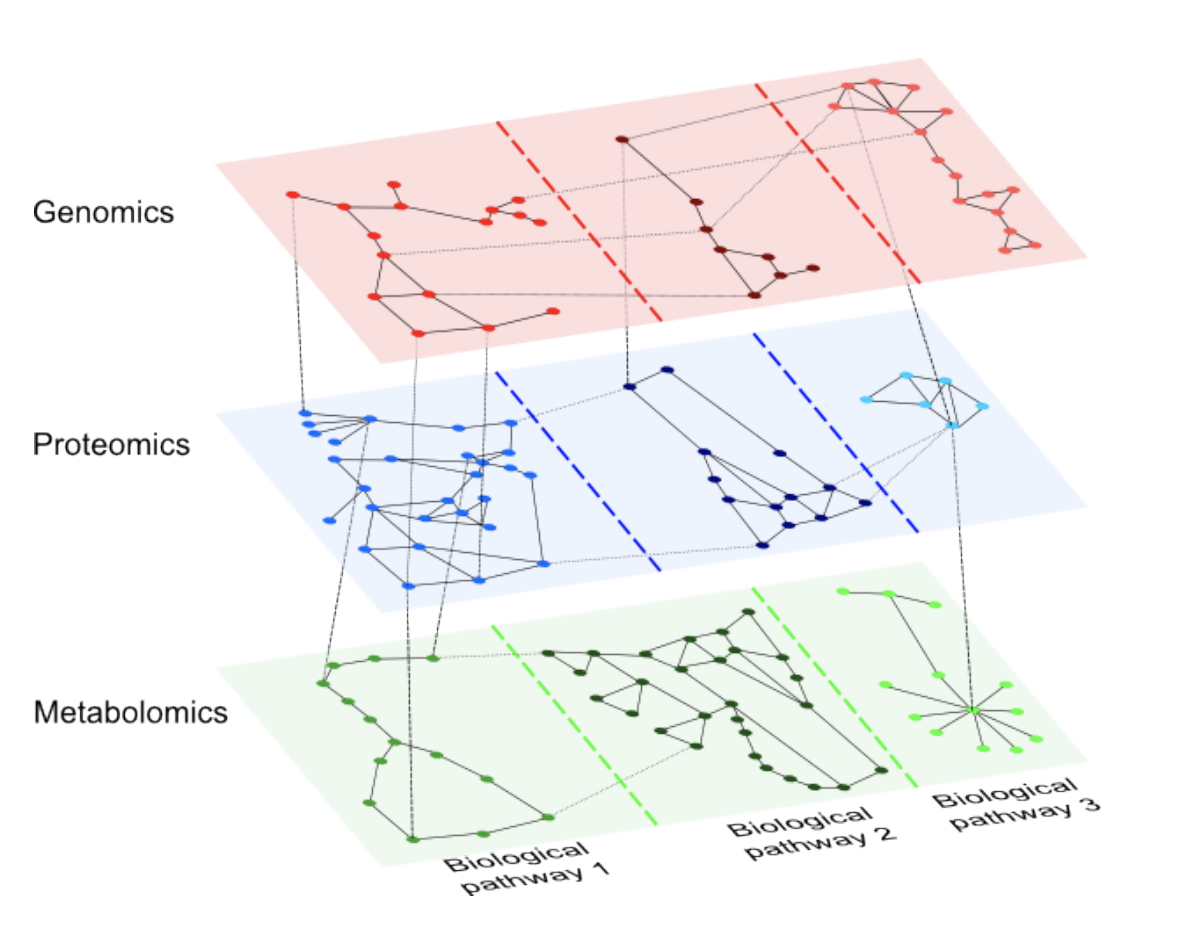 Genomics
Proteomics
Metabolomics
Biological
pathway 1
Biological
pathway 2
Biological
pathway 3